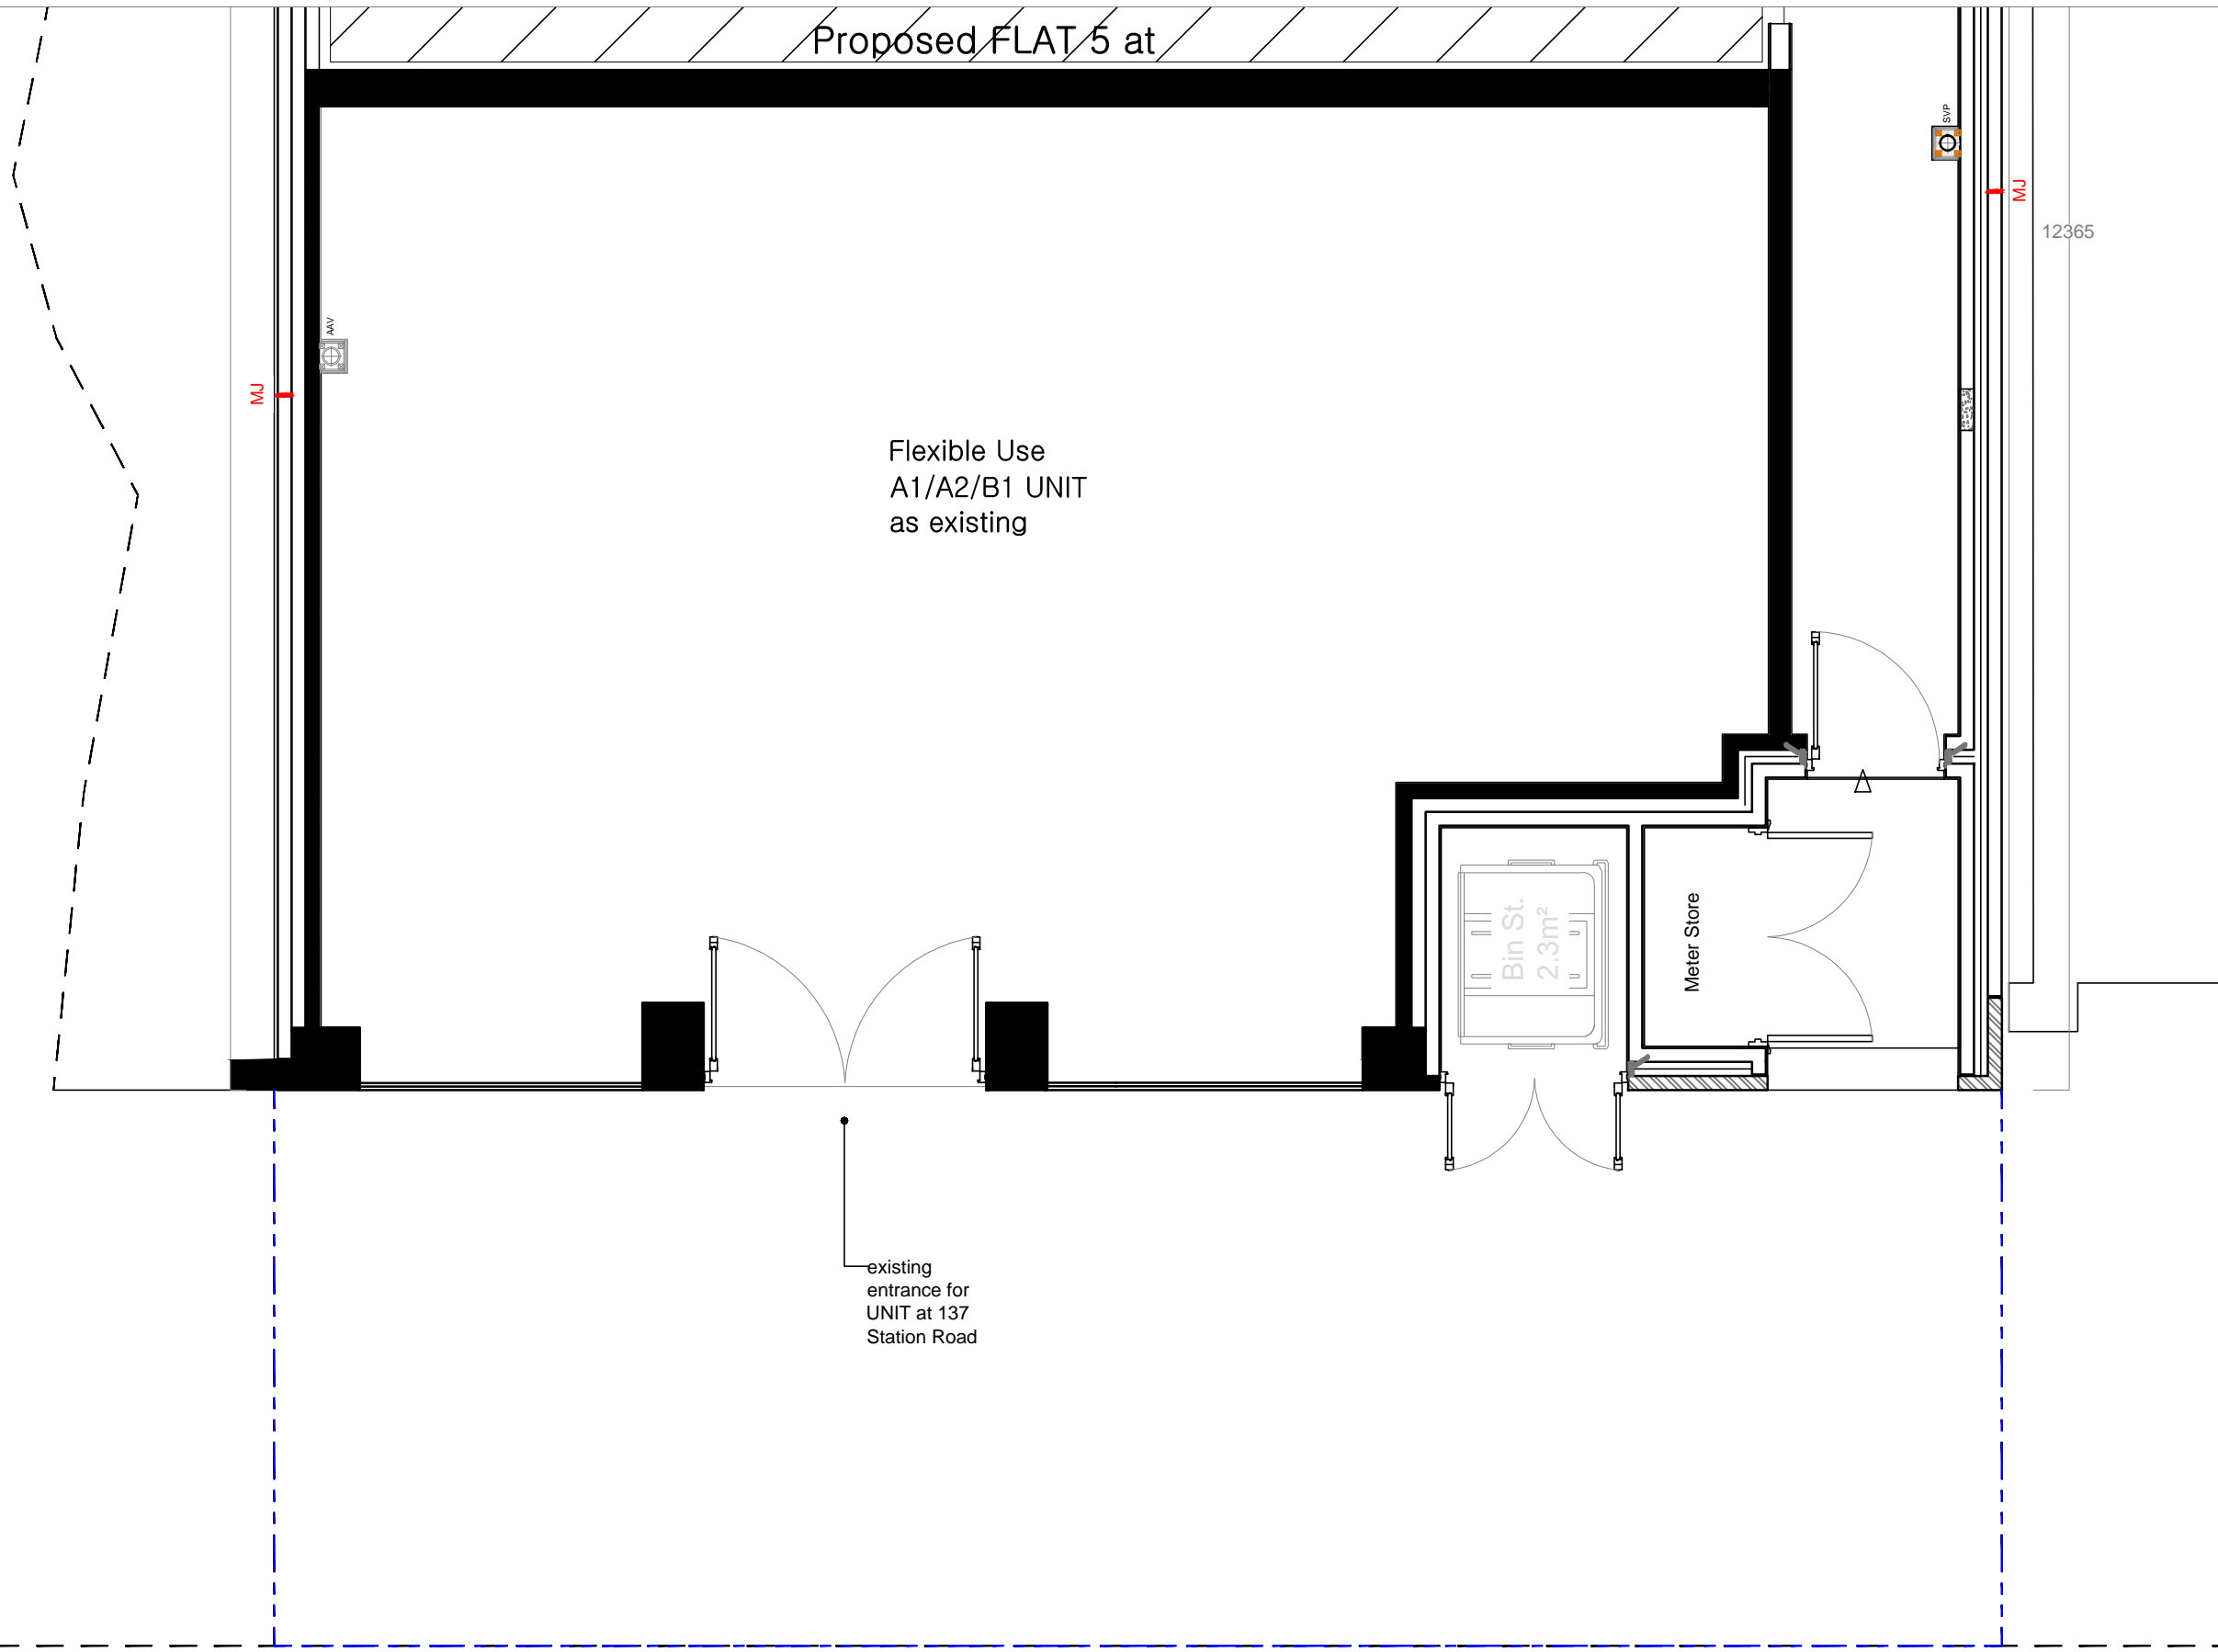 Proposed FLAT 5 at
SVP
MJ
12365
AAV
MJ
Flexible Use
A1/A2/B1 UNIT
as existing
Bin St.
2.3m²
Meter Store
existing
entrance for
UNIT at 137
Station Road